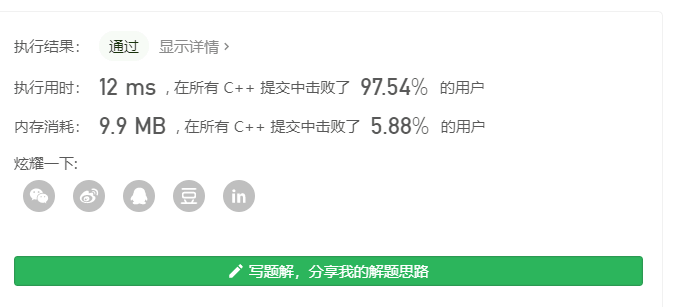 执行结果： 通过 显示详情 ›
执行用时： 12 ms , 在所有 C++ 提交中击败了 97.54% 的用户
内存消耗： 9.9 MB , 在所有 C++ 提交中击败了 5.88% 的用户
炫耀一下:
豆 in
写题解，分享我的解题思路